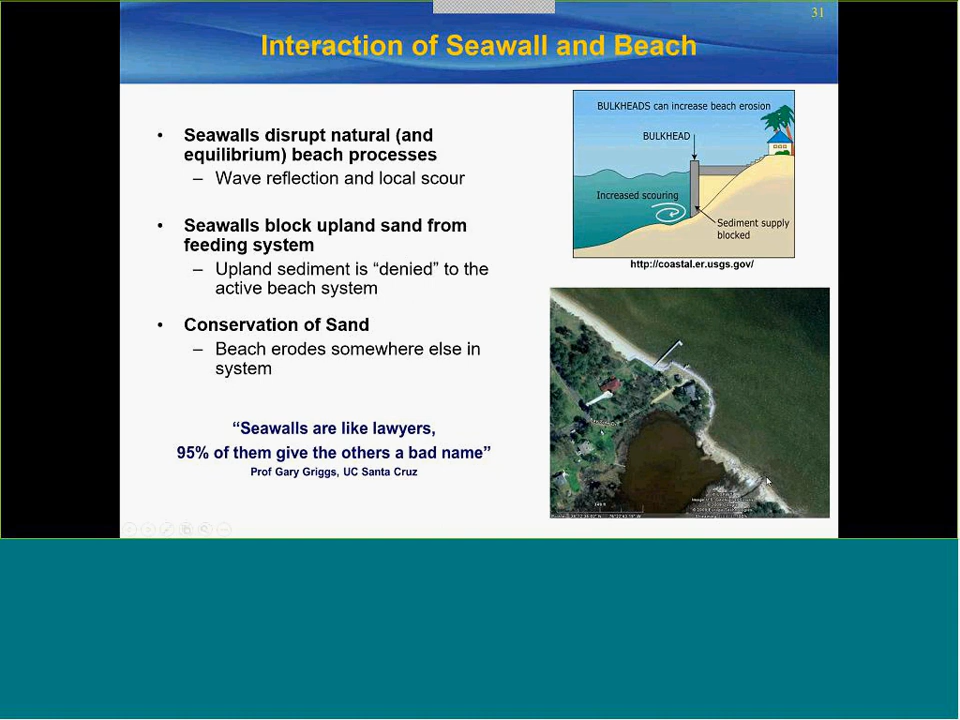 31
Interaction of Seawall and Beach
• Seawalls disrupt natural (and
equilibrium) beach processes
– Wave reflection and local scour
• Seawalls block upland sand from
feeding system
– Upland sediment is “denied” to the
active beach system
• Conservation of Sand
– Beach erodes somewhere else in
system
“Seawalls are like lawyers,
95% of them give the others a bad name”
Prof Gary Griggs, UC Santa Cruz
BULKHEADS can increase beach erosion
BULKHEAD
Increased scouring
Sediment supply
blocked
http://coastal.er.usgs.gov/